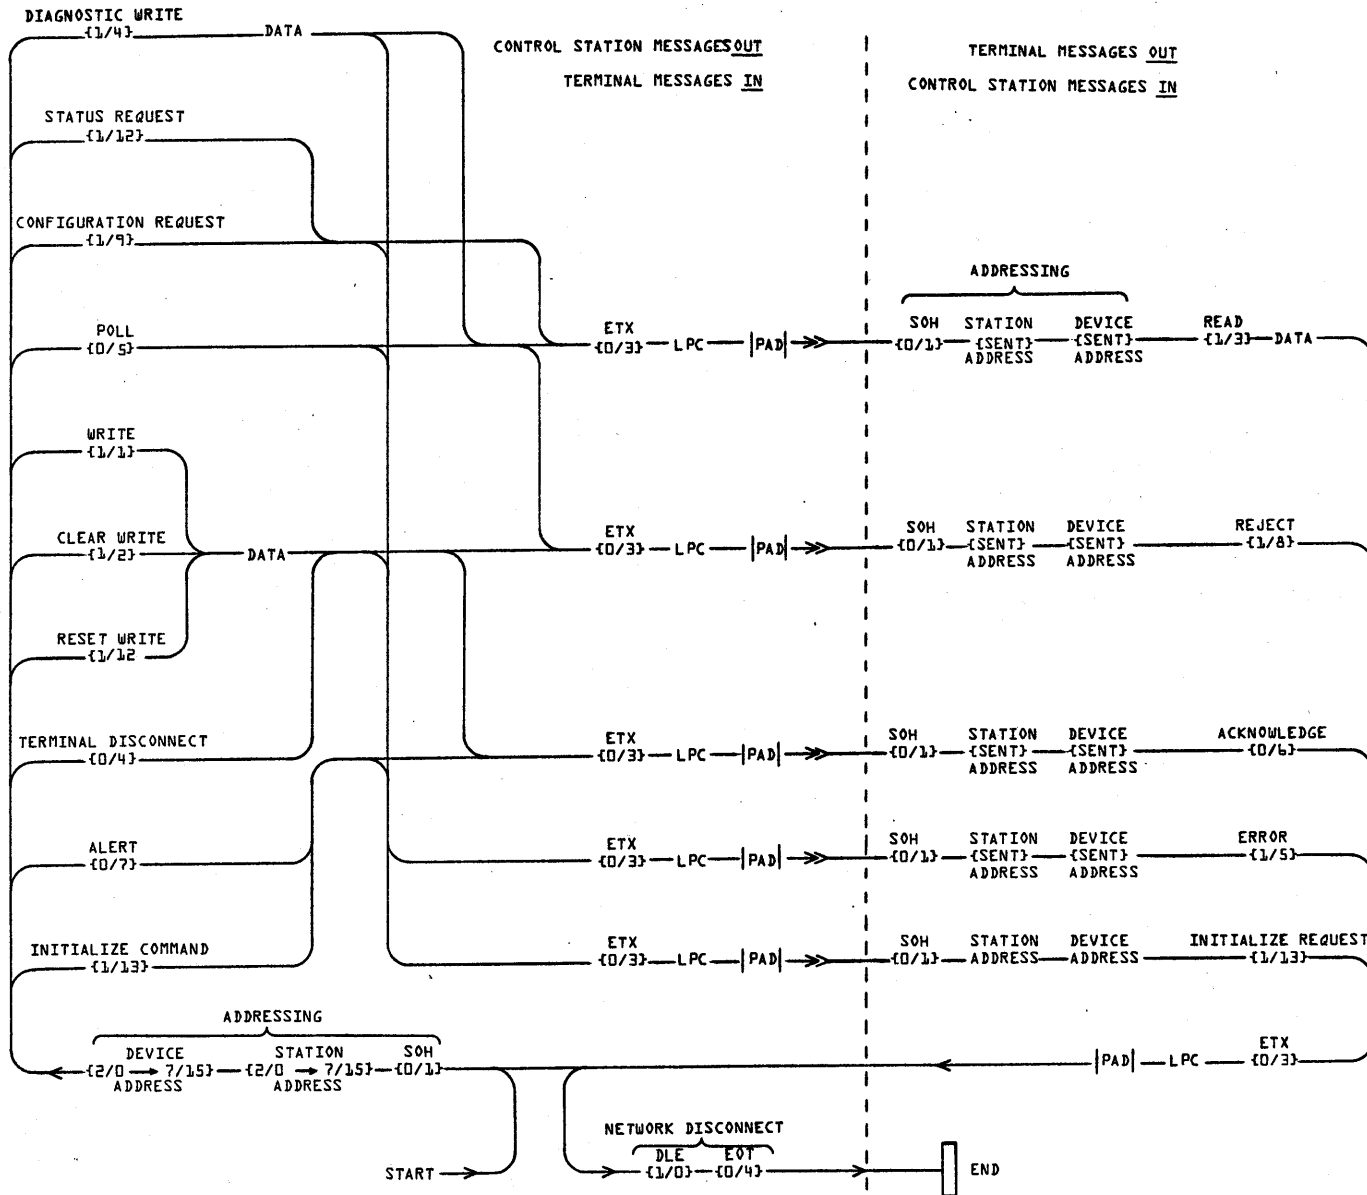 DIAGNOSTIC WRITE
{1/4} DATA
CONTROL STATION MESSAGES OUT
TERMINAL MESSAGES IN
TERMINAL MESSAGES OUT
CONTROL STATION MESSAGES IN
STATUS REQUEST
{1/12}
CONFIGURATION REQUEST
{1/9}
POLL
{0/5}
ETX
{0/3} LPC |PAD|
ADDRESSING
SOH STATION DEVICE READ
{0/1} {SENT} {SENT} {1/3} DATA
ADDRESS ADDRESS
WRITE
{1/1}
CLEAR WRITE
{1/2} DATA
RESET WRITE
{1/12
ETX
{0/3} LPC |PAD|
SOH STATION DEVICE REJECT
{0/1} {SENT} {SENT} {1/8}
ADDRESS ADDRESS
TERMINAL DISCONNECT
{0/4}
ETX
{0/3} LPC |PAD|
SOH STATION DEVICE ACKNOWLEDGE
{0/1} {SENT} {SENT} {0/6}
ADDRESS ADDRESS
ALERT
{0/7}
ETX
{0/3} LPC |PAD|
SOH STATION DEVICE ERROR
{0/1} {SENT} {SENT} {1/5}
ADDRESS ADDRESS
INITIALIZE COMMAND
{1/13}
ETX
{0/3} LPC |PAD|
SOH STATION DEVICE INITIALIZE REQUEST
{0/1} ADDRESS ADDRESS {1/13}
ADDRESSING
DEVICE STATION SOH
{2/0 → 7/15} {2/0 → 7/15} {0/1}
ADDRESS ADDRESS
ETX
|PAD| LPC {0/3}
NETWORK DISCONNECT
DLE EOT
{1/0} {0/4}
START
END